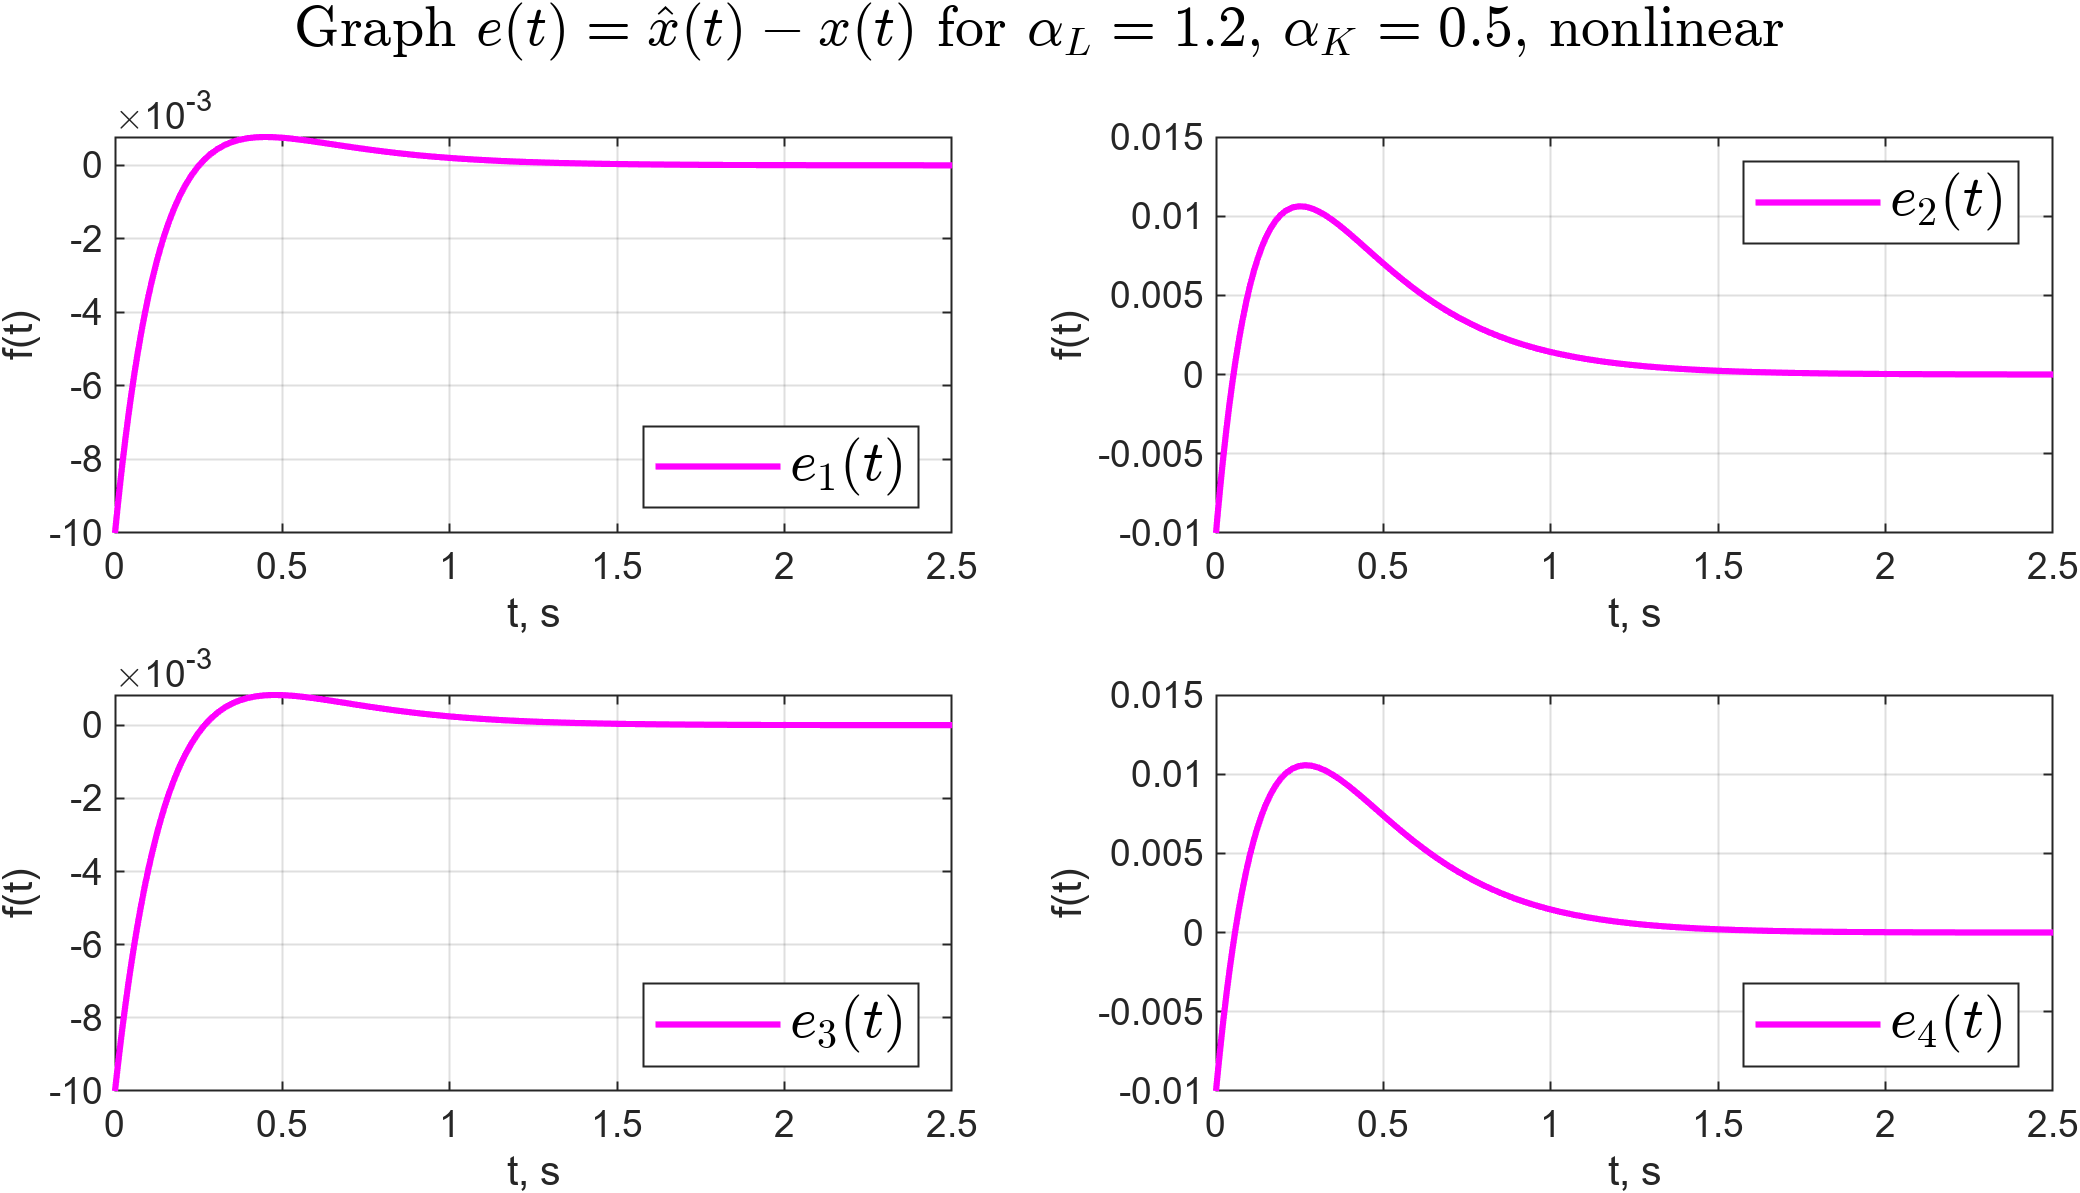 Graph e(t) = x̂(t) − x(t) for α_L = 1.2, α_K = 0.5, nonlinear
×10⁻³
0
-2
-4
-6
-8
-10
f(t)
e₁(t)
0 0.5 1 1.5 2 2.5
t, s
0.015
0.01
0.005
0
-0.005
-0.01
f(t)
e₂(t)
0 0.5 1 1.5 2 2.5
t, s
×10⁻³
0
-2
-4
-6
-8
-10
f(t)
e₃(t)
0 0.5 1 1.5 2 2.5
t, s
0.015
0.01
0.005
0
-0.005
-0.01
f(t)
e₄(t)
0 0.5 1 1.5 2 2.5
t, s